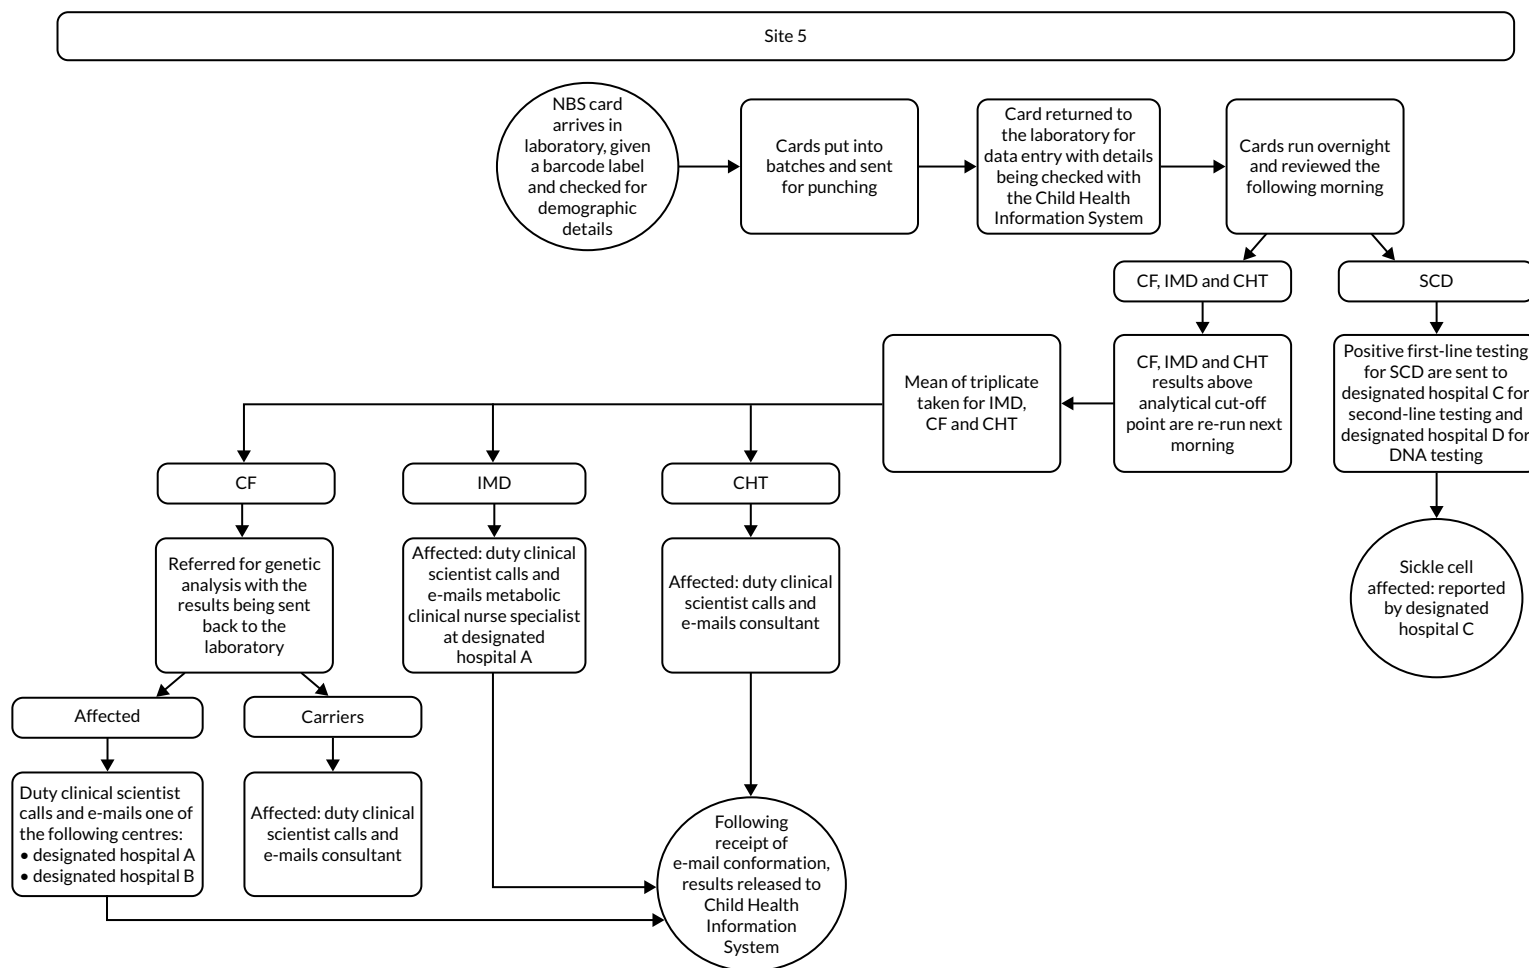 Site 5
NBS card
arrives in
laboratory, given
a barcode label
and checked for
demographic
details
Cards put into
batches and sent
for punching
Card returned to
the laboratory for
data entry with details
being checked with
the Child Health
Information System
Cards run overnight
and reviewed the
following morning
CF, IMD and CHT
SCD
Mean of triplicate
taken for IMD,
CF and CHT
CF, IMD and CHT
results above
analytical cut-off
point are re-run next
morning
Positive first-line testing
for SCD are sent to
designated hospital C for
second-line testing and
designated hospital D for
DNA testing
CF
IMD
CHT
Referred for genetic
analysis with the
results being sent
back to the
laboratory
Affected: duty clinical
scientist calls and
e-mails metabolic
clinical nurse specialist
at designated
hospital A
Affected: duty clinical
scientist calls and
e-mails consultant
Sickle cell
affected: reported
by designated
hospital C
Affected
Carriers
Duty clinical scientist
calls and e-mails one of
the following centres:
• designated hospital A
• designated hospital B
Affected: duty clinical
scientist calls and
e-mails consultant
Following
receipt of
e-mail conformation,
results released to
Child Health
Information
System